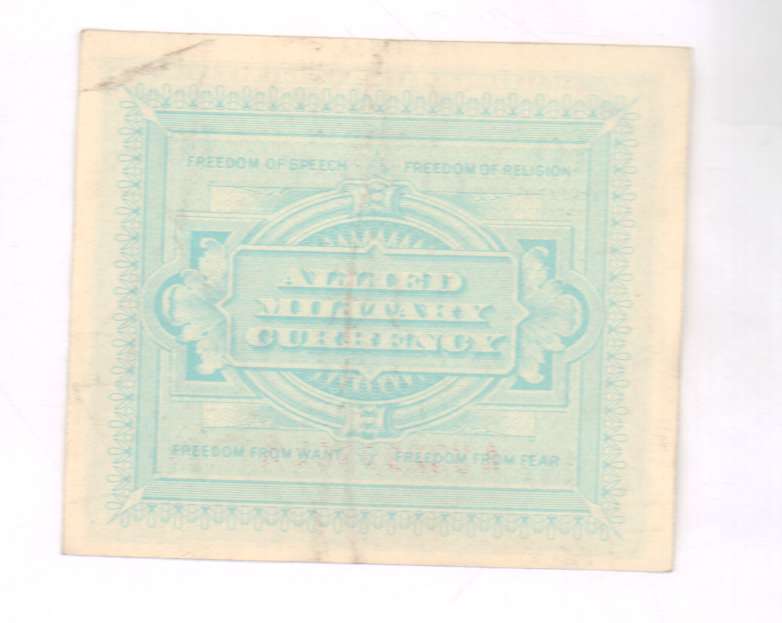 FREEDOM OF SPEECH - FREEDOM OF RELIGION
ALLIED
MILITARY
CURRENCY
FREEDOM FROM WANT FREEDOM FROM FEAR